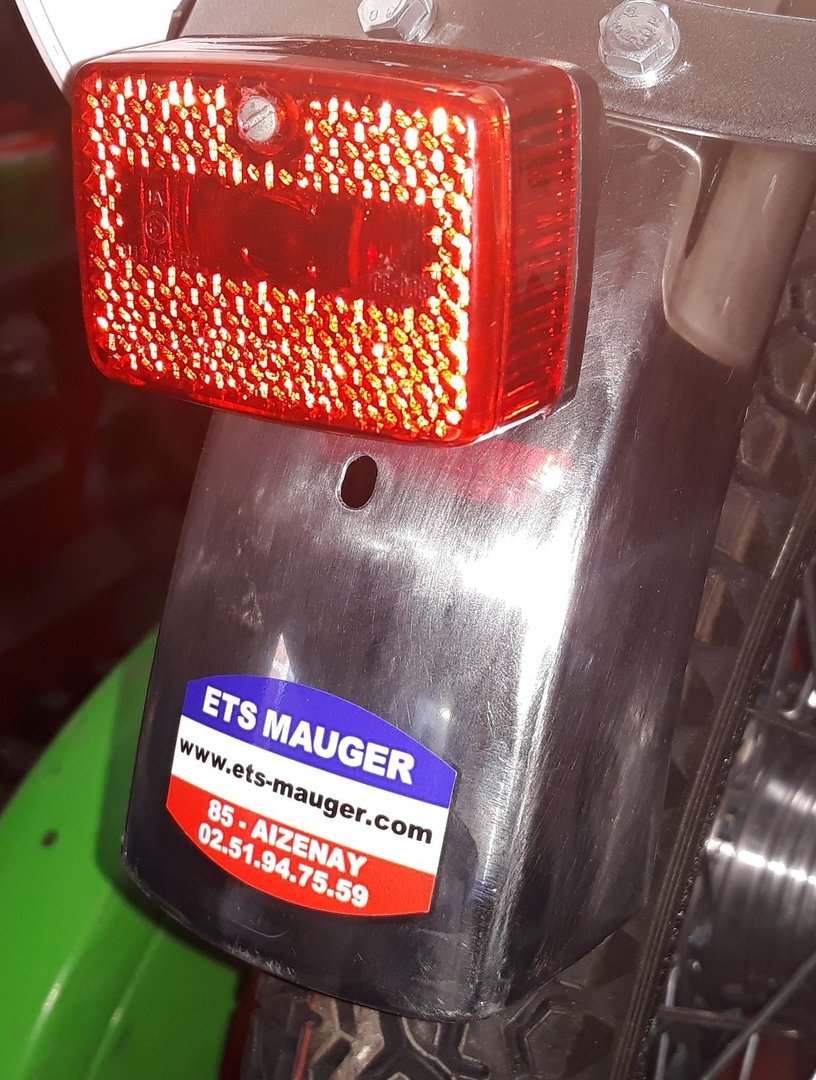 ETS MAUGER
www.ets-mauger.com
85 - AIZENAY
02.51.94.75.59